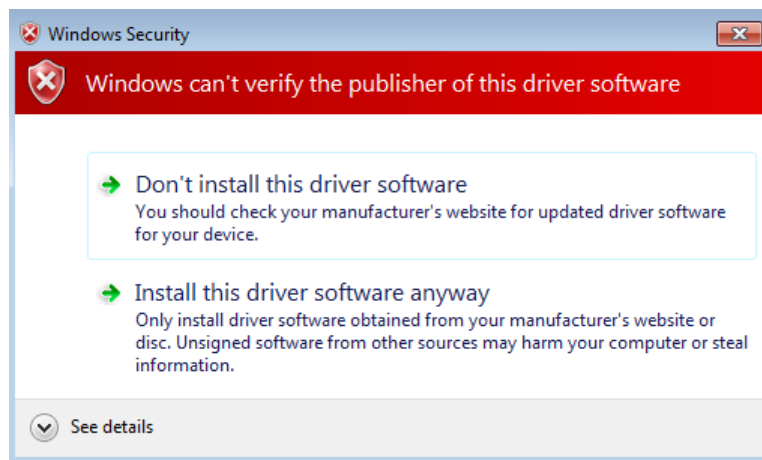 Windows Security
Windows can't verify the publisher of this driver software
Don't install this driver software
You should check your manufacturer's website for updated driver software
for your device.
Install this driver software anyway
Only install driver software obtained from your manufacturer's website or
disc. Unsigned software from other sources may harm your computer or steal
information.
See details